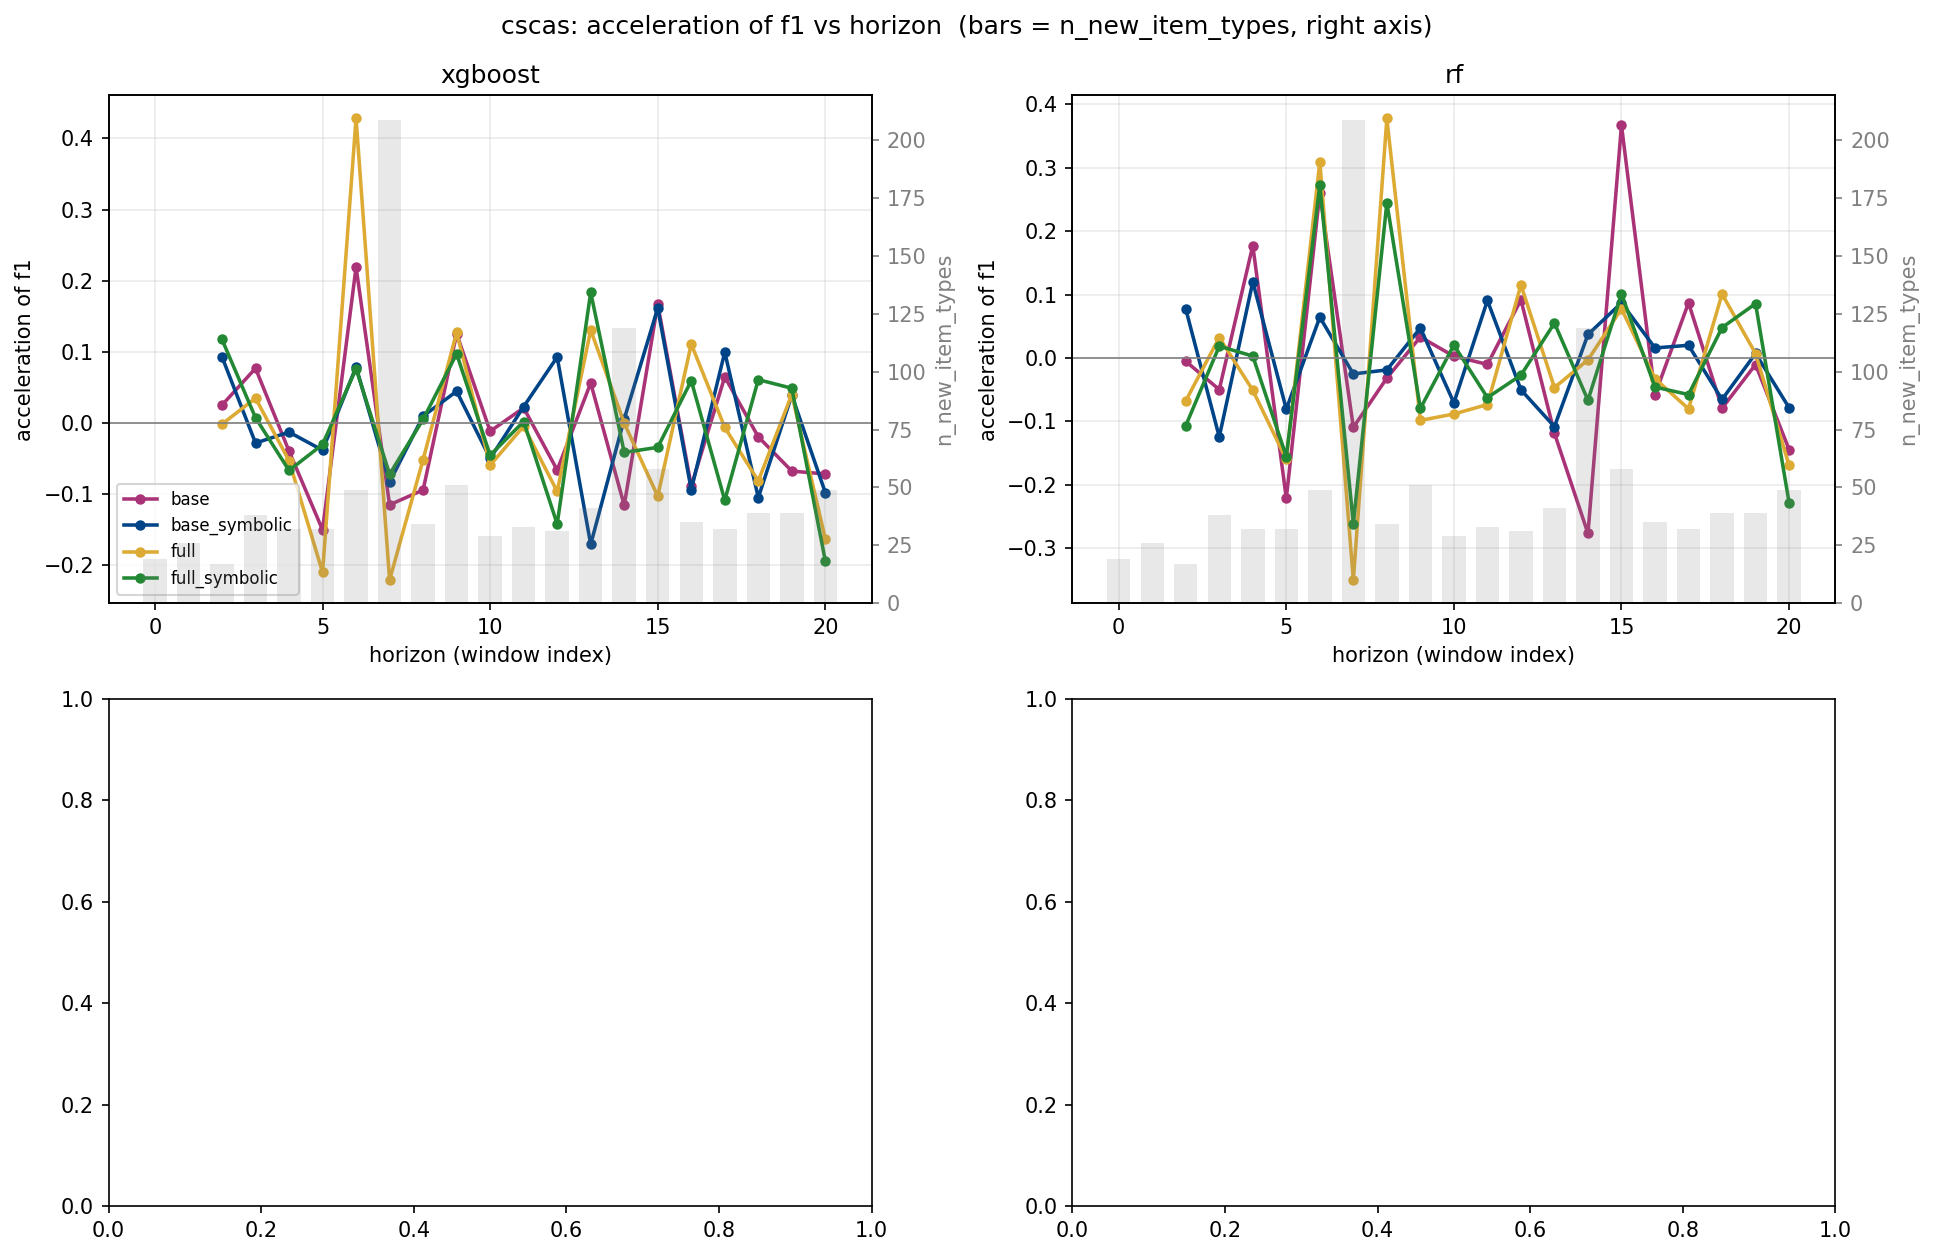 cscas: acceleration of f1 vs horizon  (bars = n_new_item_types, right axis)
xgboost
acceleration of f1
0.4
0.3
0.2
0.1
0.0
−0.1
−0.2
base
base_symbolic
full
full_symbolic
0 5 10 15 20
horizon (window index)
200
175
150
125
100
75
50
25
0
n_new_item_types
rf
acceleration of f1
0.4
0.3
0.2
0.1
0.0
−0.1
−0.2
−0.3
0 5 10 15 20
horizon (window index)
200
175
150
125
100
75
50
25
0
n_new_item_types
1.0
0.8
0.6
0.4
0.2
0.0
0.0 0.2 0.4 0.6 0.8 1.0
1.0
0.8
0.6
0.4
0.2
0.0
0.0 0.2 0.4 0.6 0.8 1.0